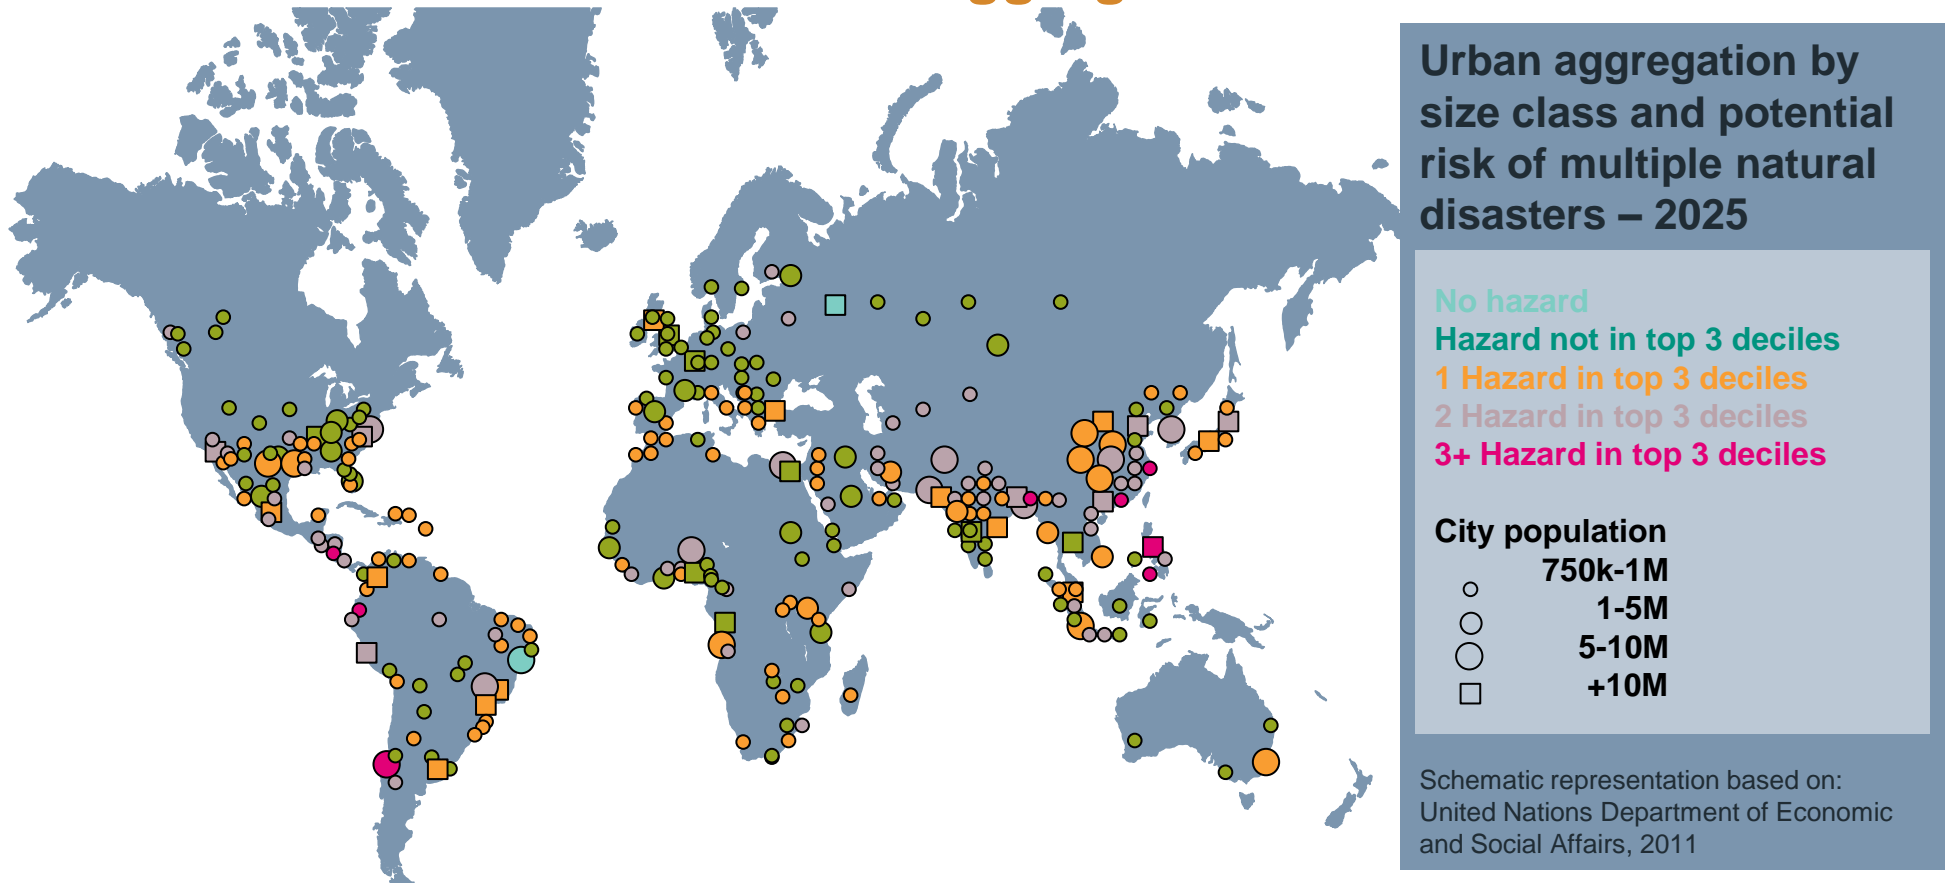 Urban aggregation by
size class and potential
risk of multiple natural
disasters – 2025
No hazard
Hazard not in top 3 deciles
1 Hazard in top 3 deciles
2 Hazard in top 3 deciles
3+ Hazard in top 3 deciles
City population
750k-1M
1-5M
5-10M
+10M
Schematic representation based on:
United Nations Department of Economic
and Social Affairs, 2011